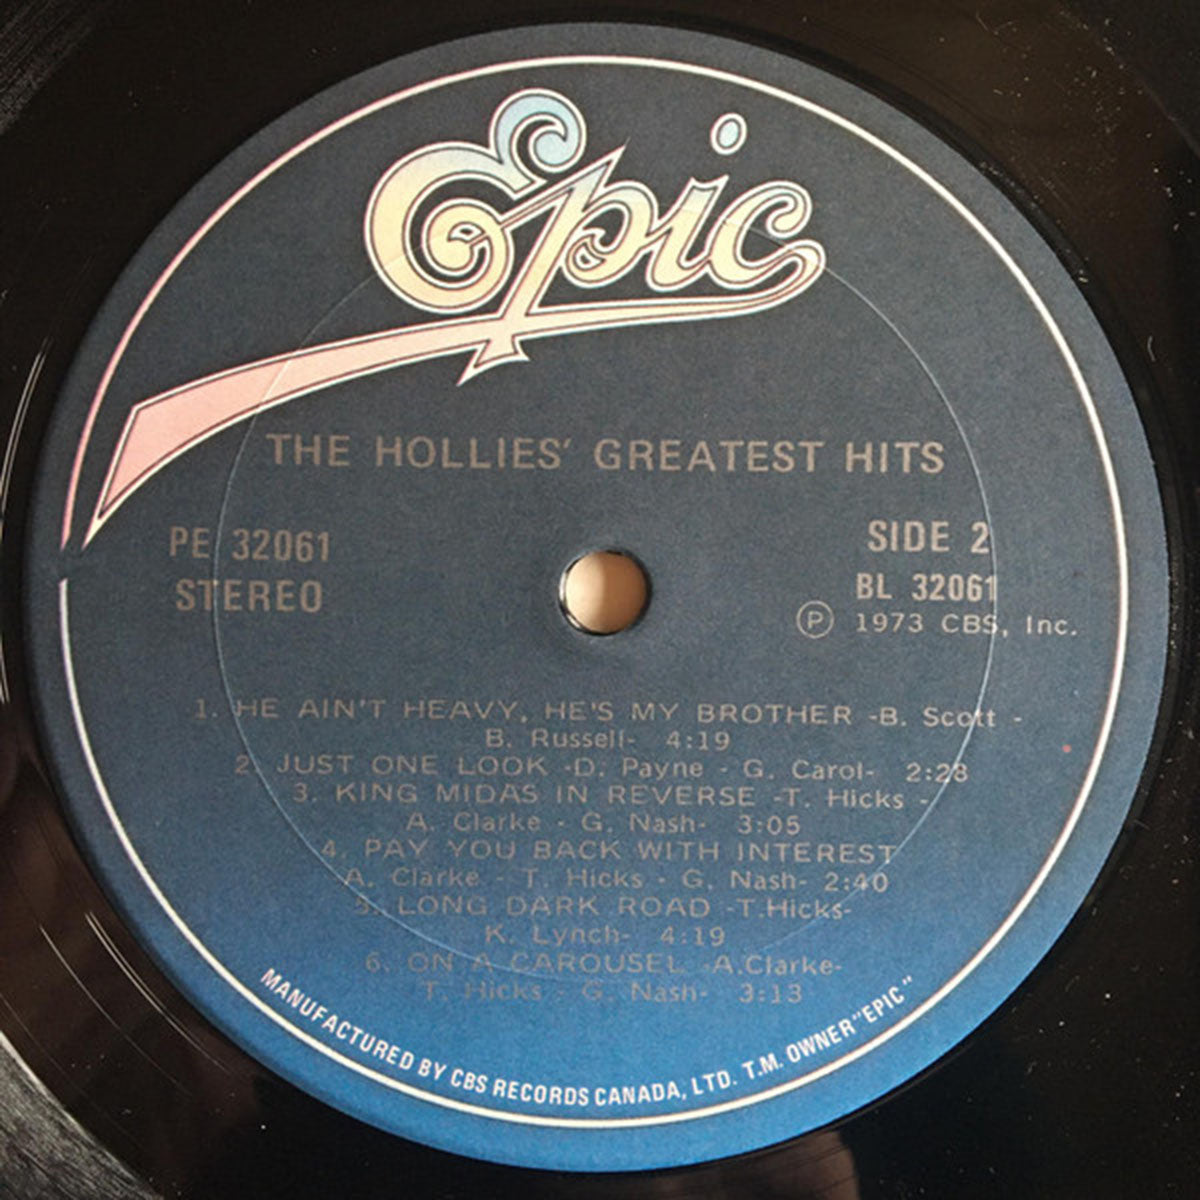 Epic
THE HOLLIES' GREATEST HITS
PE 32061
STEREO
SIDE 2
BL 32061
Ⓟ 1973 CBS, Inc.
1. HE AIN'T HEAVY, HE'S MY BROTHER -B. Scott -
B. Russell- 4:19
2. JUST ONE LOOK -D. Payne - G. Carol- 2:28
3. KING MIDAS IN REVERSE -T. Hicks -
A. Clarke - G. Nash- 3:05
4. PAY YOU BACK WITH INTEREST
A. Clarke - T. Hicks - G. Nash- 2:40
5. LONG DARK ROAD -T.Hicks-
K. Lynch- 4:19
6. ON A CAROUSEL -A.Clarke-
T. Hicks - G. Nash- 3:13
MANUFACTURED BY CBS RECORDS CANADA, LTD. T.M. OWNER "EPIC"